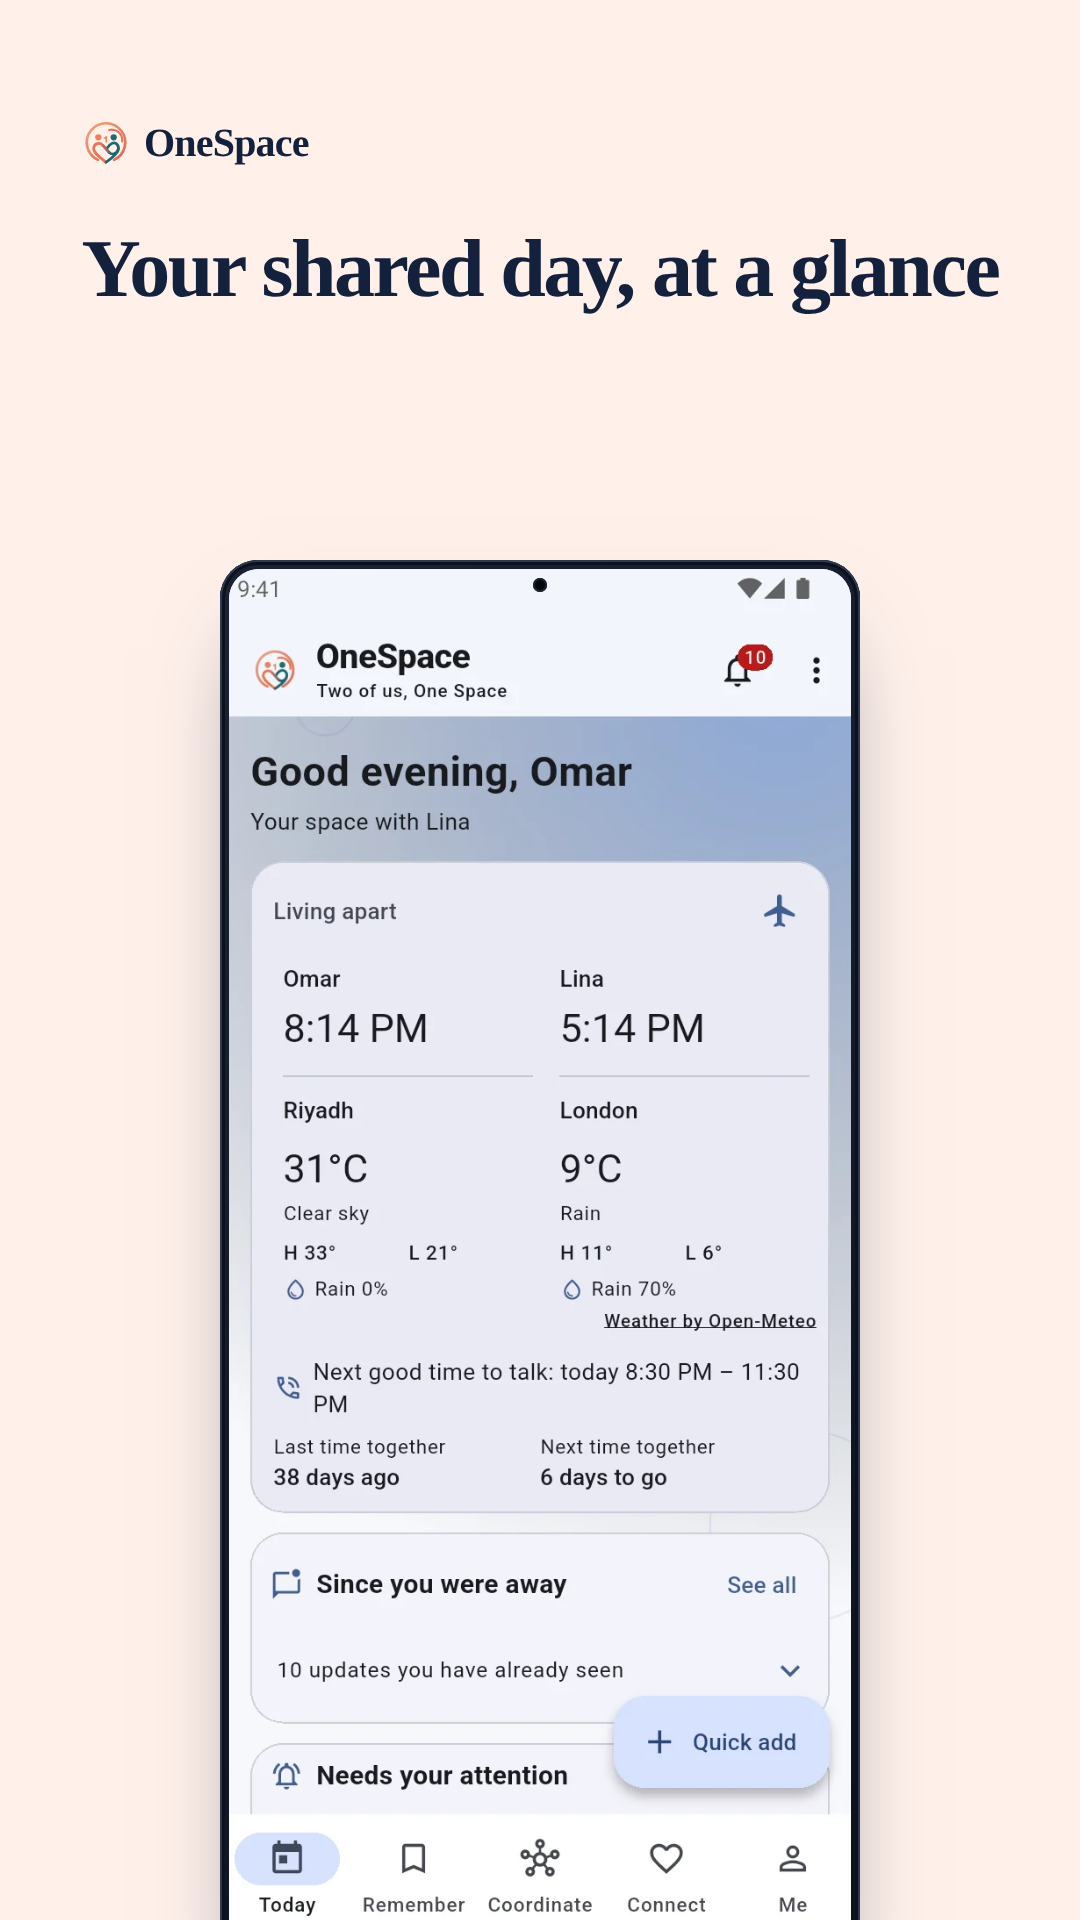 OneSpace
Your shared day, at a glance
9:41
OneSpace
10
Two of us, One Space
Good evening, Omar
Your space with Lina
Living apart
Omar
Lina
8:14 PM
5:14 PM
Riyadh
London
31°C
9°C
Clear sky
Rain
H 33° L 21°
H 11° L 6°
Rain 0%
Rain 70%
Weather by Open-Meteo
Next good time to talk: today 8:30 PM – 11:30
PM
Last time together
Next time together
38 days ago
6 days to go
Since you were away
See all
10 updates you have already seen
Quick add
Needs your attention
Today
Remember
Coordinate
Connect
Me